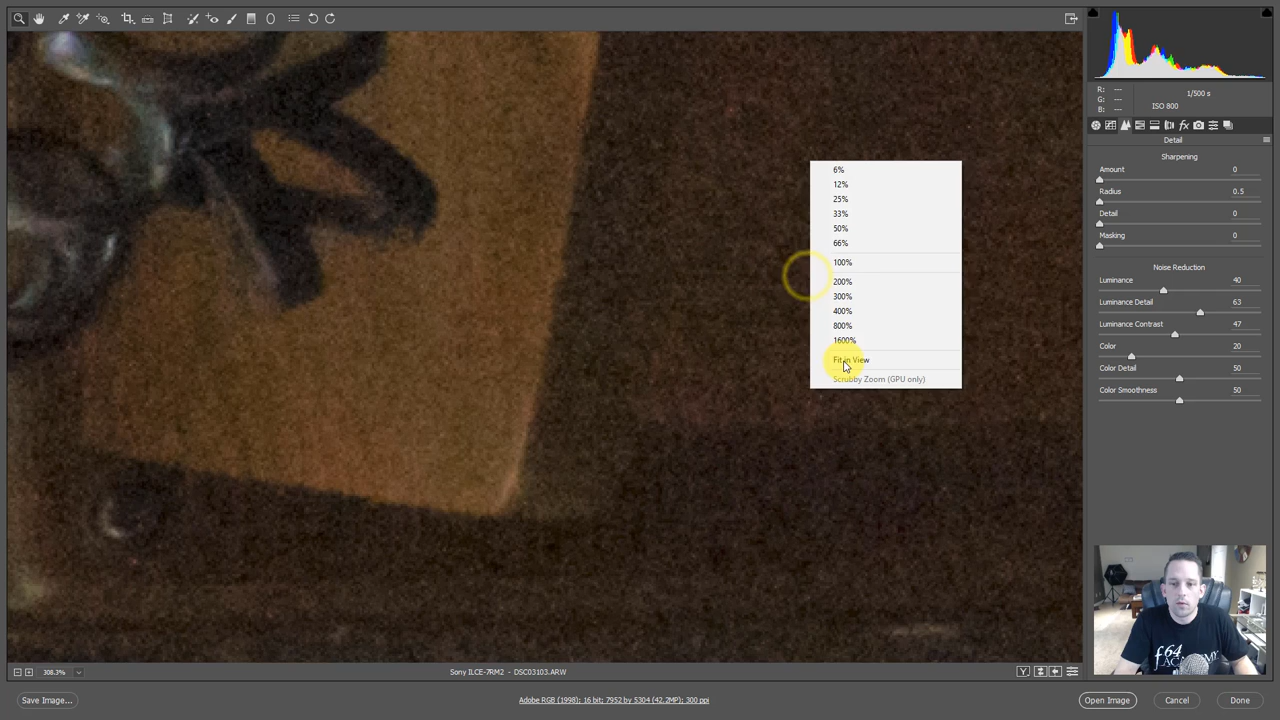 1/500 s
R: ---
G: ---
B: ---
ISO 800
fx
Detail
Sharpening
Amount 0
Radius 0.5
Detail 0
Masking 0
Noise Reduction
Luminance 40
Luminance Detail 63
Luminance Contrast 47
Color 20
Color Detail 50
Color Smoothness 50
6%
12%
25%
33%
50%
66%
100%
200%
300%
400%
800%
1600%
Fit in View
Scrubby Zoom (GPU only)
f64
ACADEMY
308.3%
Sony ILCE-7RM2 - DSC03103.ARW
Y
Save Image...
Adobe RGB (1998); 16 bit; 7952 by 5304 (42.2MP); 300 ppi
Open Image
Cancel
Done